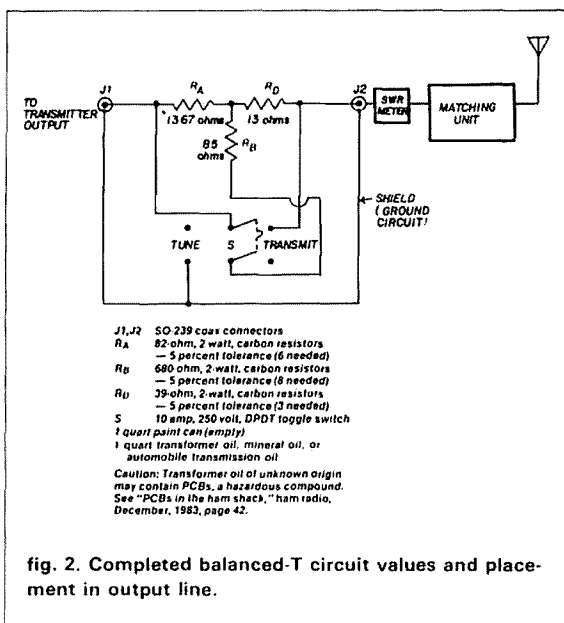 J1
RA
RD
J2
TO
TRANSMITTER
OUTPUT
13.67 ohms
13 ohms
85
ohms
RB
SWR
METER
MATCHING
UNIT
SHIELD
(GROUND
CIRCUIT)
TUNE S TRANSMIT
J1,J2 SO-239 coax connectors
RA 82-ohm, 2 watt, carbon resistors
— 5 percent tolerance (6 needed)
RB 680-ohm, 2-watt, carbon resistors
— 5 percent tolerance (8 needed)
RD 39-ohm, 2-watt, carbon resistors
— 5 percent tolerance (3 needed)
S 10 amp, 250 volt, DPDT toggle switch
1 quart paint can (empty)
1 quart transformer oil, mineral oil, or
automobile transmission oil
Caution: Transformer oil of unknown origin
may contain PCBs, a hazardous compound.
See "PCBs in the ham shack," ham radio,
December, 1983, page 42.
fig. 2. Completed balanced-T circuit values and place-
ment in output line.